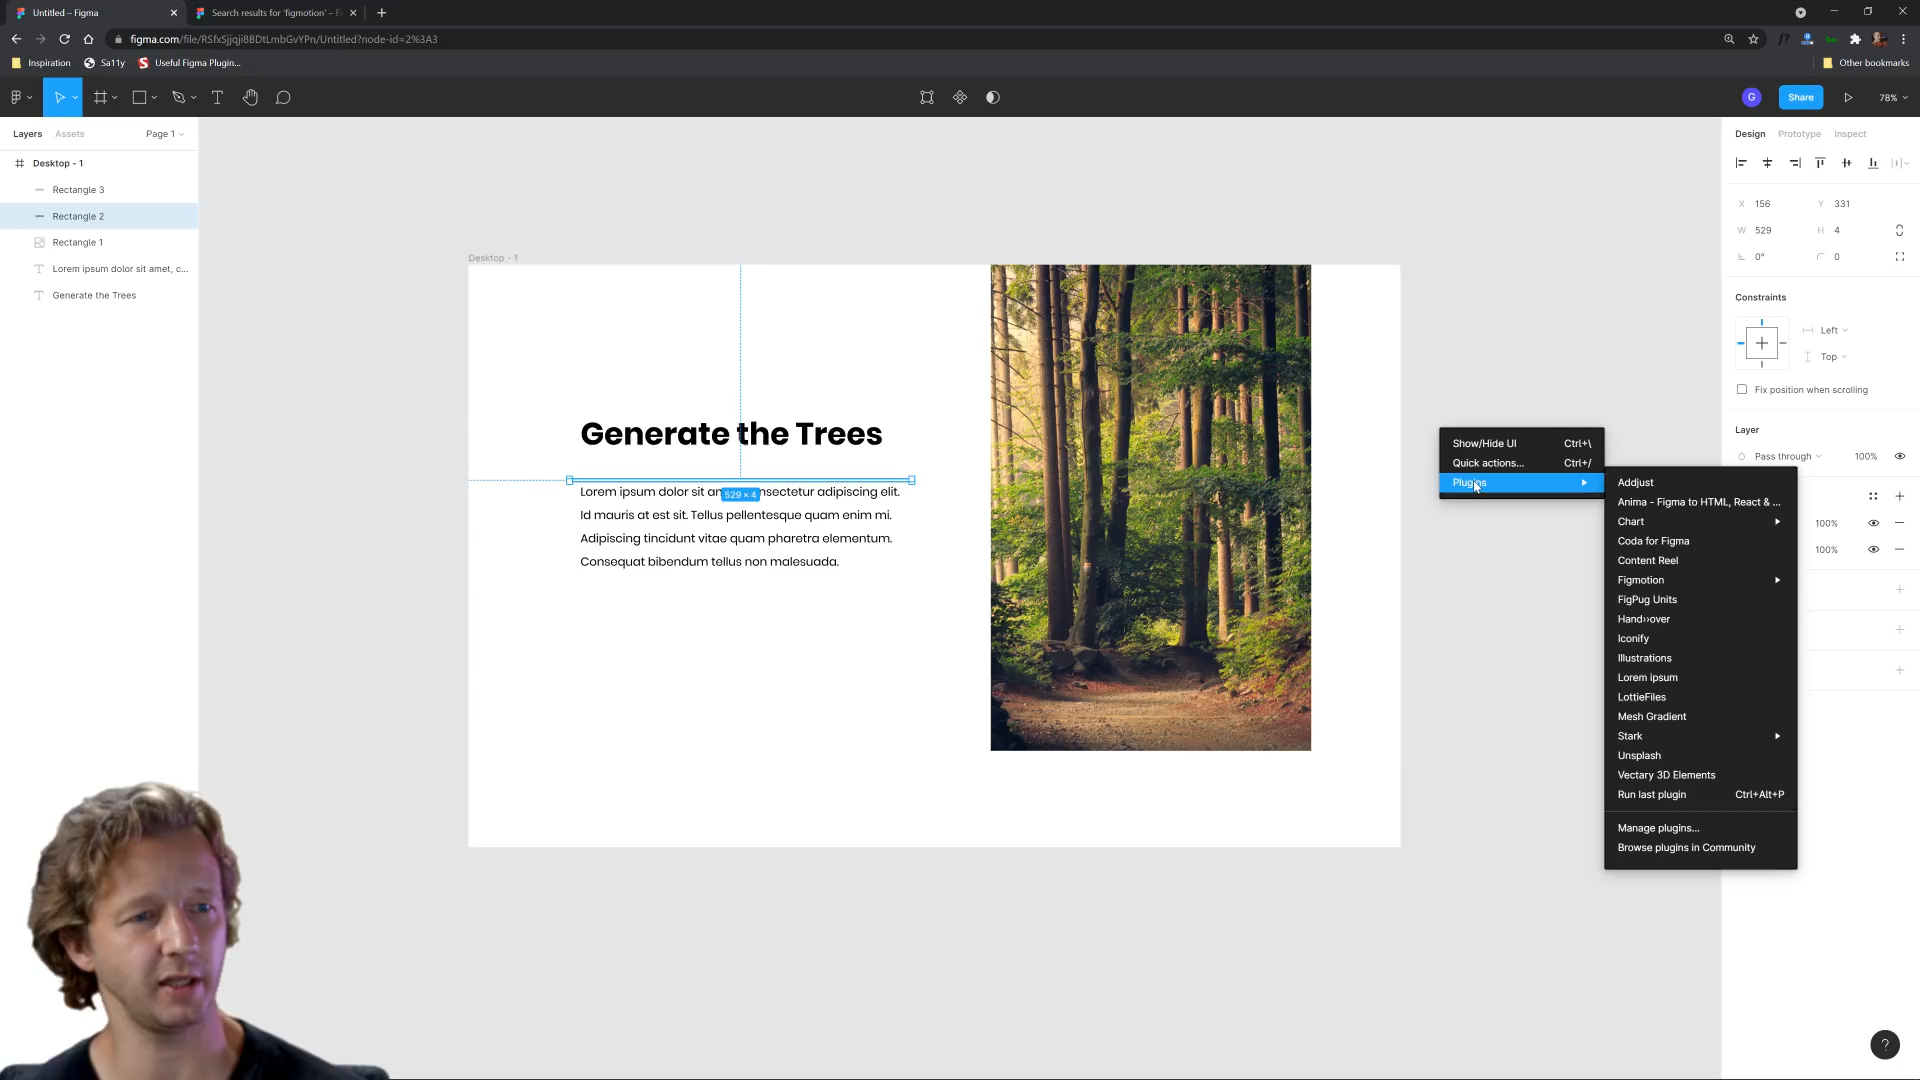 Untitled – Figma
Search results for 'figmotion' – F
figma.com/file/RSfxSjjqji8BDtLmbGvYPn/Untitled?node-id=2%3A3
Inspiration
Sa11y
Useful Figma Plugin...
Other bookmarks
G
Share
78%
Layers
Assets
Page 1
Design
Prototype
Inspect
Desktop - 1
Rectangle 3
Rectangle 2
Rectangle 1
Lorem ipsum dolor sit amet, c...
Generate the Trees
Desktop - 1
Generate the Trees
Lorem ipsum dolor sit am nsectetur adipiscing elit.
529 × 4
Id mauris at est sit. Tellus pellentesque quam enim mi.
Adipiscing tincidunt vitae quam pharetra elementum.
Consequat bibendum tellus non malesuada.
X 156
Y 331
W 529
H 4
0°
0
Constraints
Left
Top
Fix position when scrolling
Layer
Pass through
100%
100%
100%
Show/Hide UI Ctrl+\
Quick actions... Ctrl+/
Plugins
Addjust
Anima - Figma to HTML, React & ...
Chart
Coda for Figma
Content Reel
Figmotion
FigPug Units
Hand››over
Iconify
Illustrations
Lorem ipsum
LottieFiles
Mesh Gradient
Stark
Unsplash
Vectary 3D Elements
Run last plugin Ctrl+Alt+P
Manage plugins...
Browse plugins in Community
?